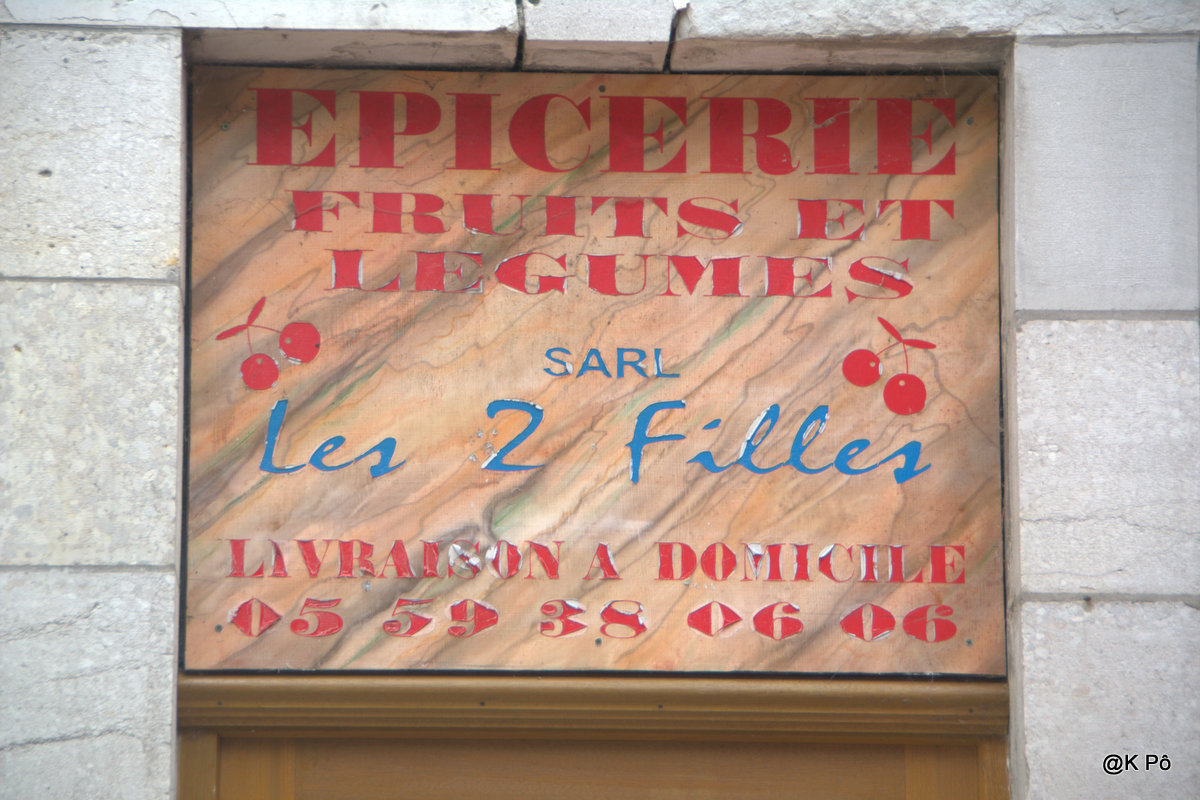 EPICERIE
FRUITS ET
LEGUMES
SARL
Les 2 Filles
LIVRAISON A DOMICILE
05 59 38 06 06
@K Pô